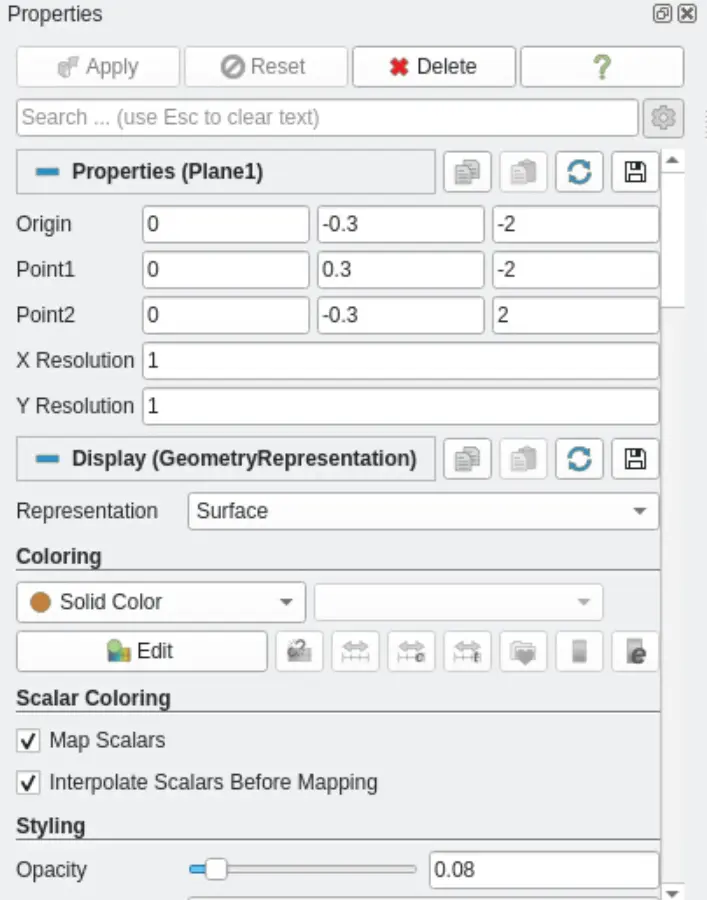 Properties
Apply Reset Delete ?
Search ... (use Esc to clear text)
Properties (Plane1)
Origin 0 -0.3 -2
Point1 0 0.3 -2
Point2 0 -0.3 2
X Resolution 1
Y Resolution 1
Display (GeometryRepresentation)
Representation Surface
Coloring
Solid Color
Edit
Scalar Coloring
Map Scalars
Interpolate Scalars Before Mapping
Styling
Opacity 0.08